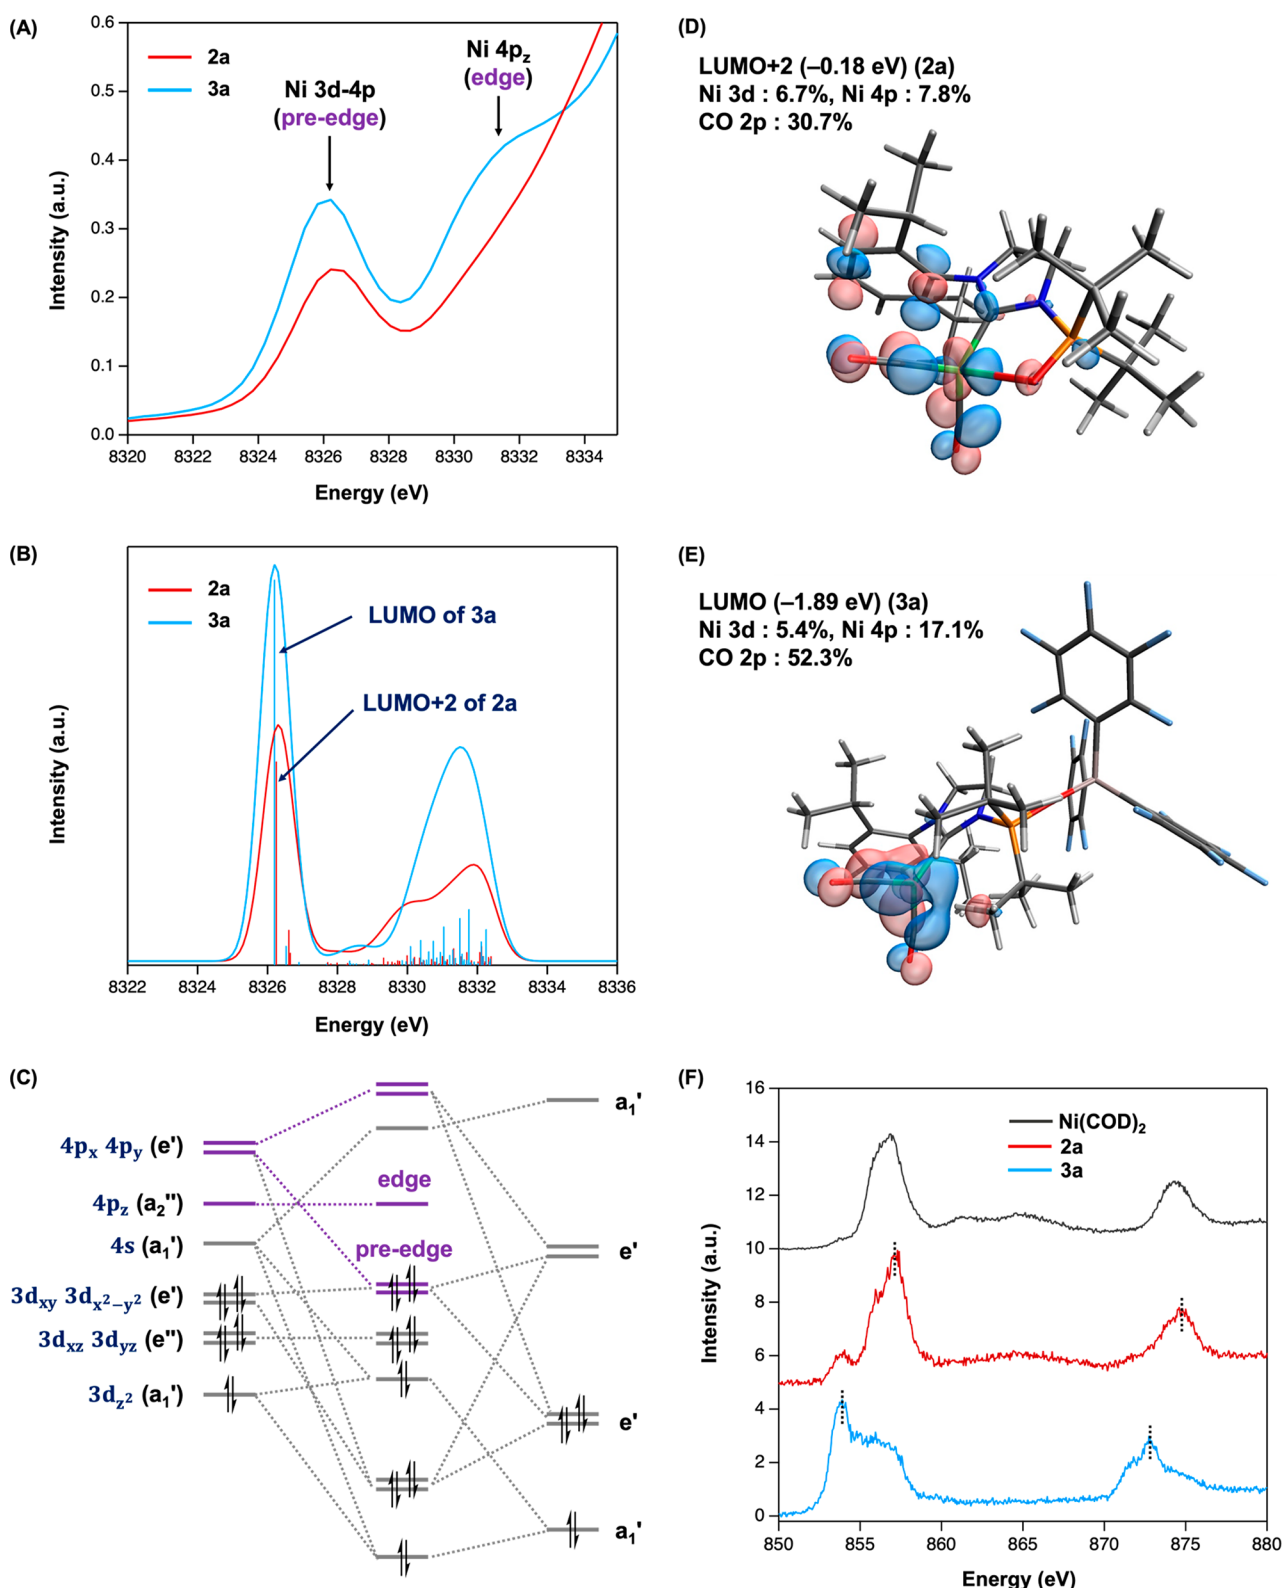 (A)
0.6
0.5
0.4
0.3
0.2
0.1
0.0
Intensity (a.u.)
2a
3a
Ni 3d-4p
(pre-edge)
Ni 4pz
(edge)
8320 8322 8324 8326 8328 8330 8332 8334
Energy (eV)
(B)
Intensity (a.u.)
2a
3a
LUMO of 3a
LUMO+2 of 2a
8322 8324 8326 8328 8330 8332 8334 8336
Energy (eV)
(C)
4px 4py (e')
4pz (a2'')
4s (a1')
3dxy 3dx²−y² (e')
3dxz 3dyz (e'')
3dz² (a1')
edge
pre-edge
a1'
e'
e'
a1'
(D)
LUMO+2 (–0.18 eV) (2a)
Ni 3d : 6.7%, Ni 4p : 7.8%
CO 2p : 30.7%
(E)
LUMO (–1.89 eV) (3a)
Ni 3d : 5.4%, Ni 4p : 17.1%
CO 2p : 52.3%
(F)
16
14
12
10
8
6
4
2
0
Intensity (a.u.)
Ni(COD)2
2a
3a
850 855 860 865 870 875 880
Energy (eV)